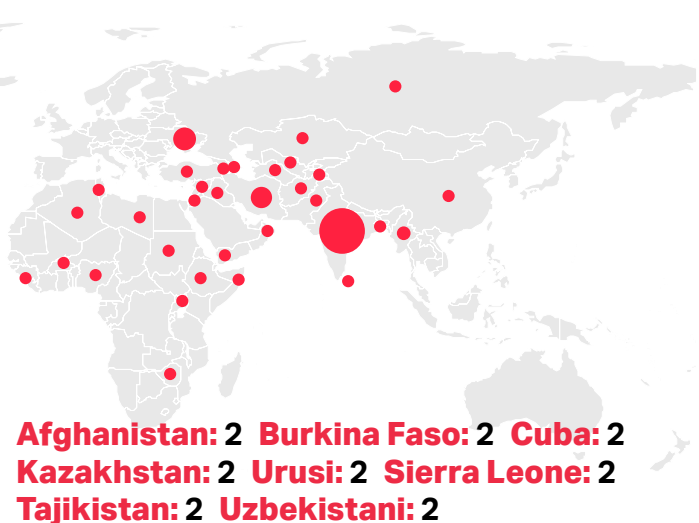 Afghanistan: 2 Burkina Faso: 2 Cuba: 2
Kazakhstan: 2 Urusi: 2 Sierra Leone: 2
Tajikistan: 2 Uzbekistani: 2